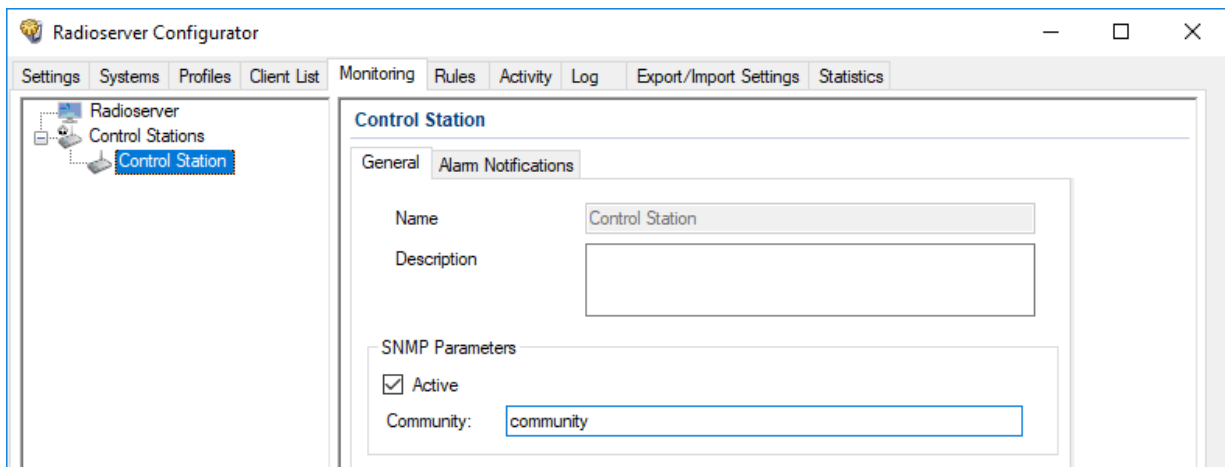 Radioserver Configurator
Settings Systems Profiles Client List Monitoring Rules Activity Log Export/Import Settings Statistics
Radioserver
Control Stations
Control Station
Control Station
General Alarm Notifications
Name Control Station
Description
SNMP Parameters
Active
Community: community